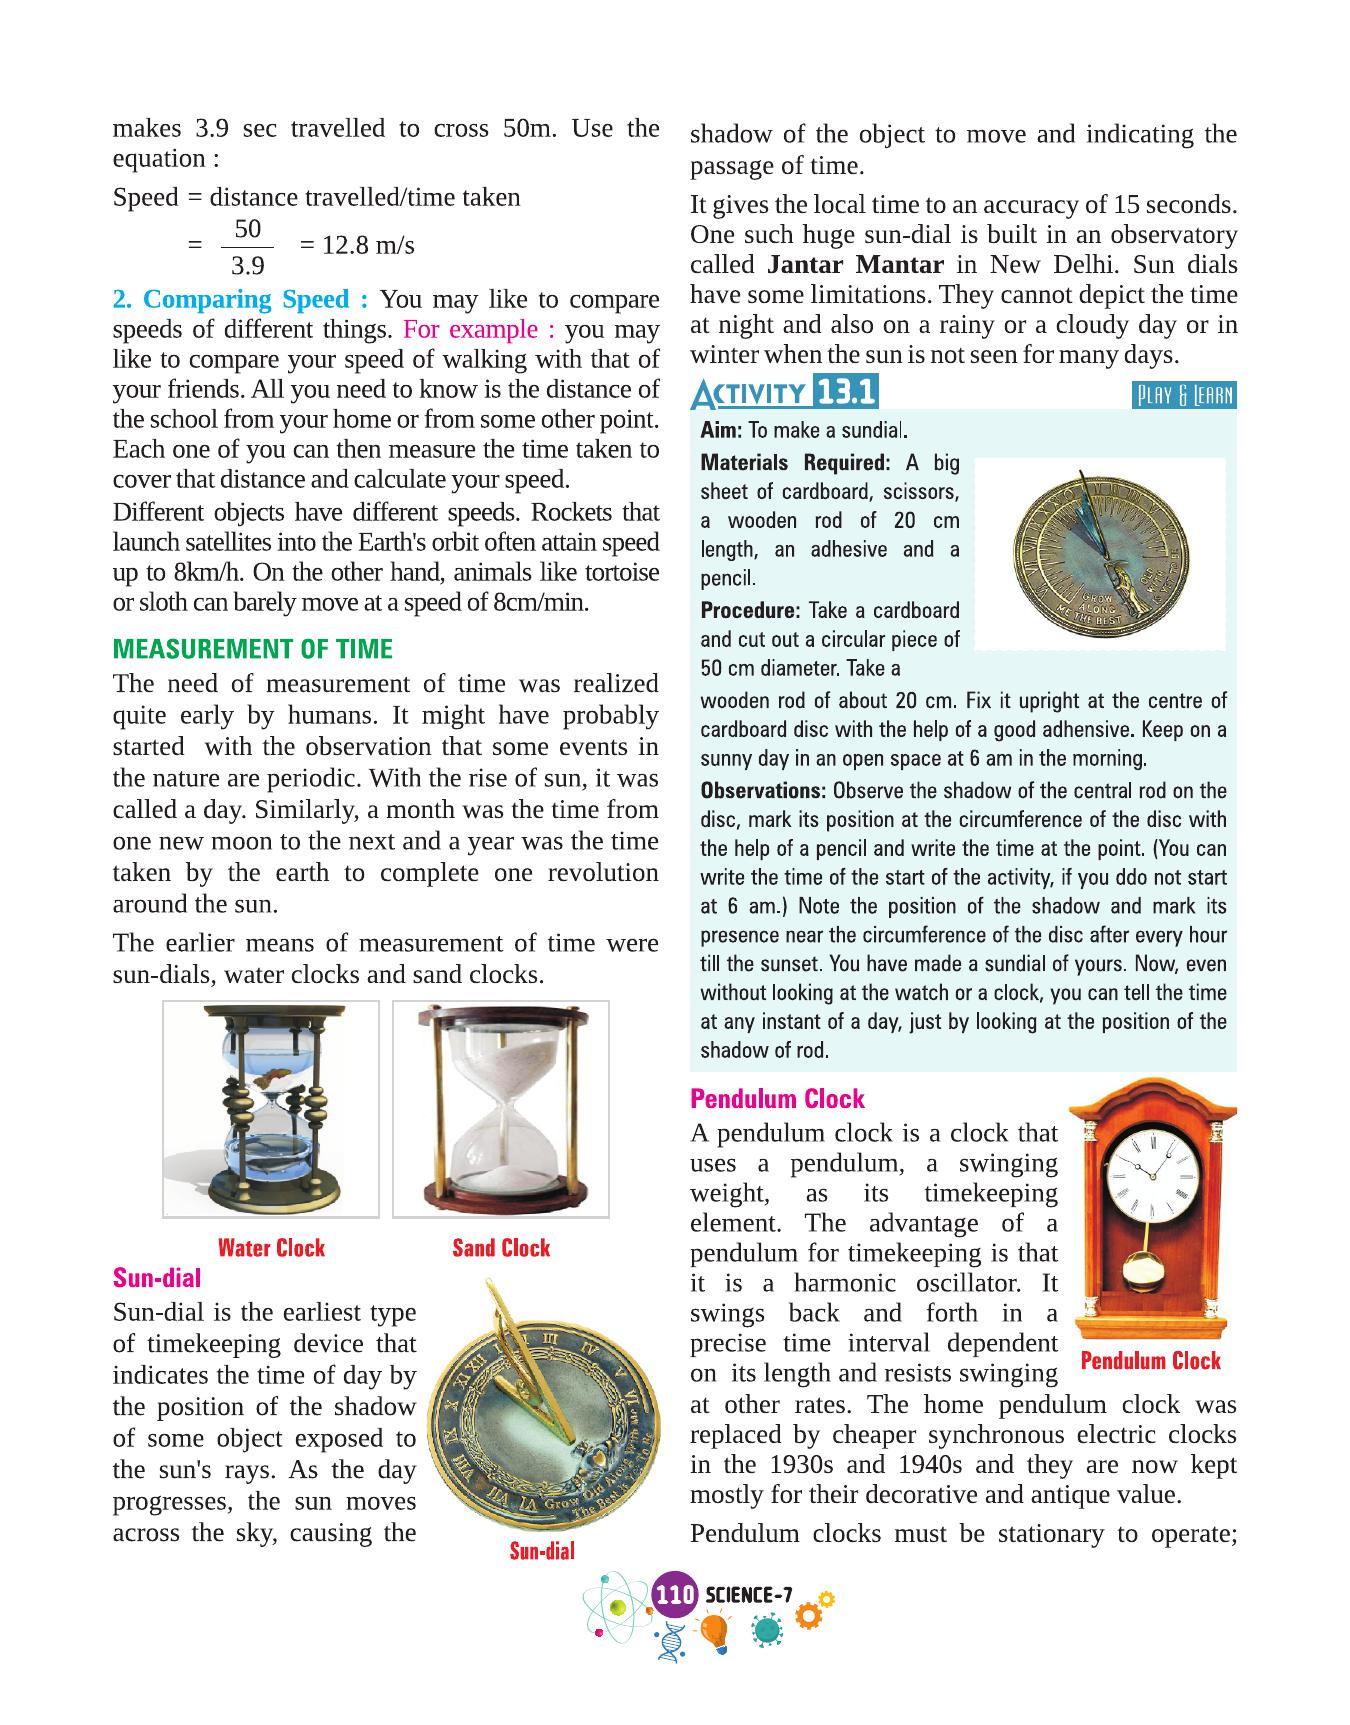 makes 3.9 sec travelled to cross 50m. Use the
equation :
Speed = distance travelled/time taken
= 50/3.9 = 12.8 m/s
2. Comparing Speed : You may like to compare
speeds of different things. For example : you may
like to compare your speed of walking with that of
your friends. All you need to know is the distance of
the school from your home or from some other point.
Each one of you can then measure the time taken to
cover that distance and calculate your speed.
Different objects have different speeds. Rockets that
launch satellites into the Earth's orbit often attain speed
up to 8km/h. On the other hand, animals like tortoise
or sloth can barely move at a speed of 8cm/min.
MEASUREMENT OF TIME
The need of measurement of time was realized
quite early by humans. It might have probably
started with the observation that some events in
the nature are periodic. With the rise of sun, it was
called a day. Similarly, a month was the time from
one new moon to the next and a year was the time
taken by the earth to complete one revolution
around the sun.
The earlier means of measurement of time were
sun-dials, water clocks and sand clocks.
Water Clock
Sand Clock
Sun-dial
Sun-dial is the earliest type
of timekeeping device that
indicates the time of day by
the position of the shadow
of some object exposed to
the sun's rays. As the day
progresses, the sun moves
across the sky, causing the
Grow Old Along With Me
The Best is Yet To Be
Sun-dial
shadow of the object to move and indicating the
passage of time.
It gives the local time to an accuracy of 15 seconds.
One such huge sun-dial is built in an observatory
called Jantar Mantar in New Delhi. Sun dials
have some limitations. They cannot depict the time
at night and also on a rainy or a cloudy day or in
winter when the sun is not seen for many days.
ACTIVITY 13.1
PLAY & LEARN
Aim: To make a sundial.
Materials Required: A big
sheet of cardboard, scissors,
a wooden rod of 20 cm
length, an adhesive and a
pencil.
Procedure: Take a cardboard
and cut out a circular piece of
50 cm diameter. Take a
GROW
ALONG
ME THE BEST
wooden rod of about 20 cm. Fix it upright at the centre of
cardboard disc with the help of a good adhensive. Keep on a
sunny day in an open space at 6 am in the morning.
Observations: Observe the shadow of the central rod on the
disc, mark its position at the circumference of the disc with
the help of a pencil and write the time at the point. (You can
write the time of the start of the activity, if you ddo not start
at 6 am.) Note the position of the shadow and mark its
presence near the circumference of the disc after every hour
till the sunset. You have made a sundial of yours. Now, even
without looking at the watch or a clock, you can tell the time
at any instant of a day, just by looking at the position of the
shadow of rod.
Pendulum Clock
A pendulum clock is a clock that
uses a pendulum, a swinging
weight, as its timekeeping
element. The advantage of a
pendulum for timekeeping is that
it is a harmonic oscillator. It
swings back and forth in a
precise time interval dependent
on its length and resists swinging
Pendulum Clock
at other rates. The home pendulum clock was
replaced by cheaper synchronous electric clocks
in the 1930s and 1940s and they are now kept
mostly for their decorative and antique value.
Pendulum clocks must be stationary to operate;
110 SCIENCE-7